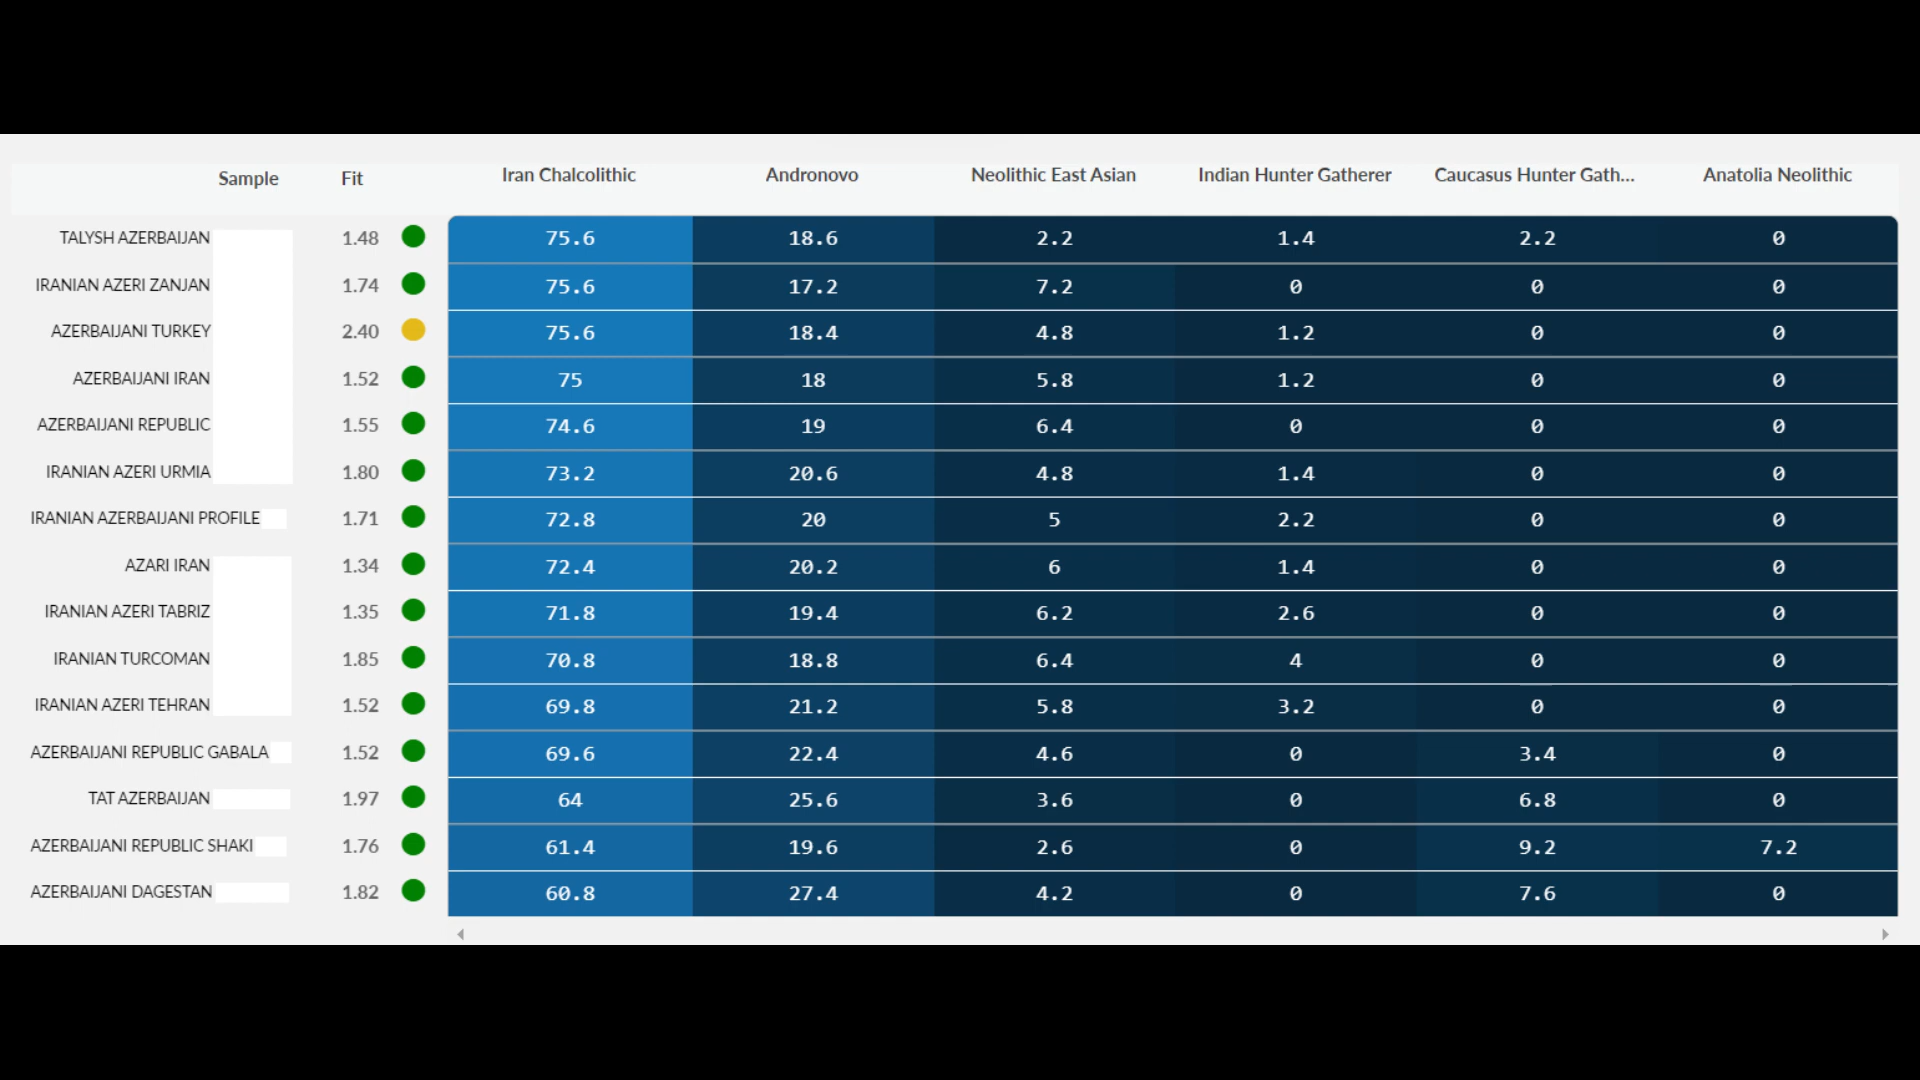 Sample Fit Iran Chalcolithic Andronovo Neolithic East Asian Indian Hunter Gatherer Caucasus Hunter Gath... Anatolia Neolithic
TALYSH AZERBAIJAN 1.48 75.6 18.6 2.2 1.4 2.2 0
IRANIAN AZERI ZANJAN 1.74 75.6 17.2 7.2 0 0 0
AZERBAIJANI TURKEY 2.40 75.6 18.4 4.8 1.2 0 0
AZERBAIJANI IRAN 1.52 75 18 5.8 1.2 0 0
AZERBAIJANI REPUBLIC 1.55 74.6 19 6.4 0 0 0
IRANIAN AZERI URMIA 1.80 73.2 20.6 4.8 1.4 0 0
IRANIAN AZERBAIJANI PROFILE 1.71 72.8 20 5 2.2 0 0
AZARI IRAN 1.34 72.4 20.2 6 1.4 0 0
IRANIAN AZERI TABRIZ 1.35 71.8 19.4 6.2 2.6 0 0
IRANIAN TURCOMAN 1.85 70.8 18.8 6.4 4 0 0
IRANIAN AZERI TEHRAN 1.52 69.8 21.2 5.8 3.2 0 0
AZERBAIJANI REPUBLIC GABALA 1.52 69.6 22.4 4.6 0 3.4 0
TAT AZERBAIJAN 1.97 64 25.6 3.6 0 6.8 0
AZERBAIJANI REPUBLIC SHAKI 1.76 61.4 19.6 2.6 0 9.2 7.2
AZERBAIJANI DAGESTAN 1.82 60.8 27.4 4.2 0 7.6 0